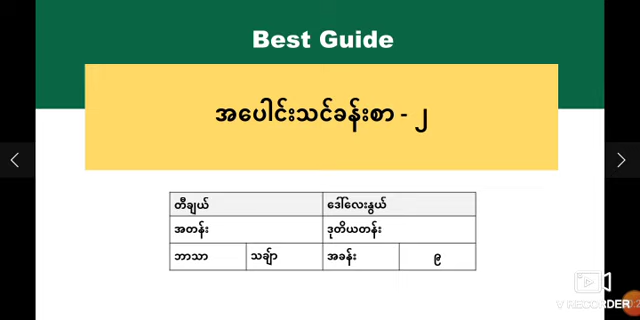 Best Guide
အပေါင်းသင်ခန်းစာ - ၂
တီချယ် ဒေါ်လေးနွယ်
အတန်း ဒုတိယတန်း
ဘာသာ သင်္ချာ အခန်း ၉
RECORDER